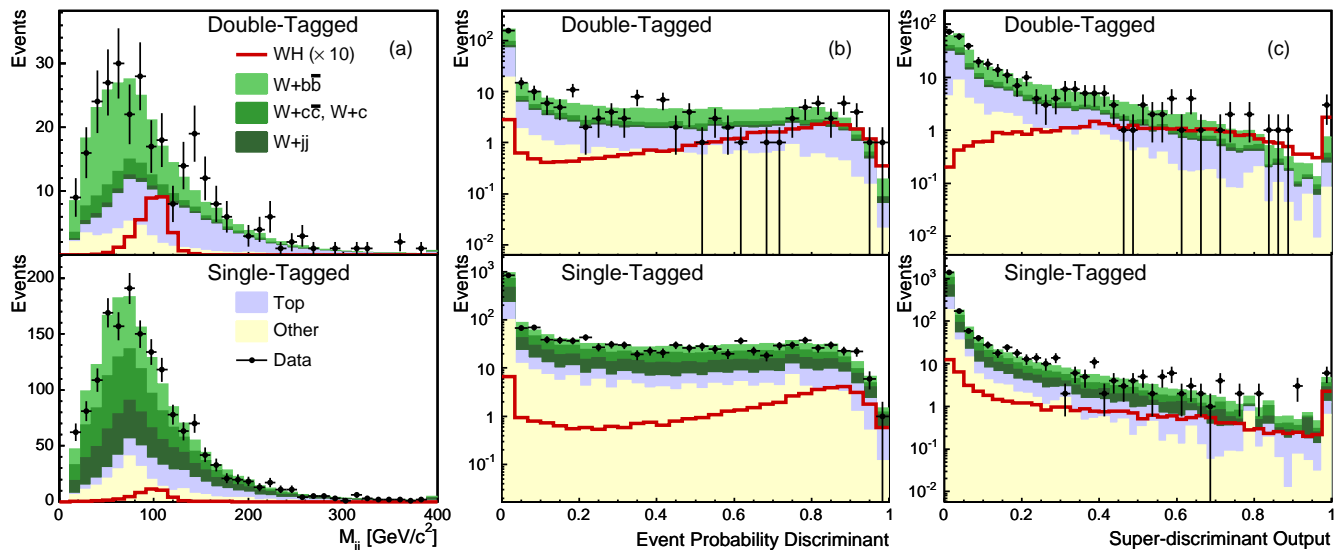 Double-Tagged
(a)
Events
30
20
10
WH (× 10)
W+bb̅
W+cc̅, W+c
W+jj
Single-Tagged
Events
200
150
100
50
0
Top
Other
Data
0 100 200 300 400
M_jj [GeV/c²]
Double-Tagged
(b)
Events
10²
10
1
10⁻¹
10⁻²
Single-Tagged
Events
10³
10²
10
1
10⁻¹
0 0.2 0.4 0.6 0.8 1
Event Probability Discriminant
Double-Tagged
(c)
Events
10²
10
1
10⁻¹
10⁻²
Single-Tagged
Events
10³
10²
10
1
10⁻¹
10⁻²
0 0.2 0.4 0.6 0.8 1
Super-discriminant Output